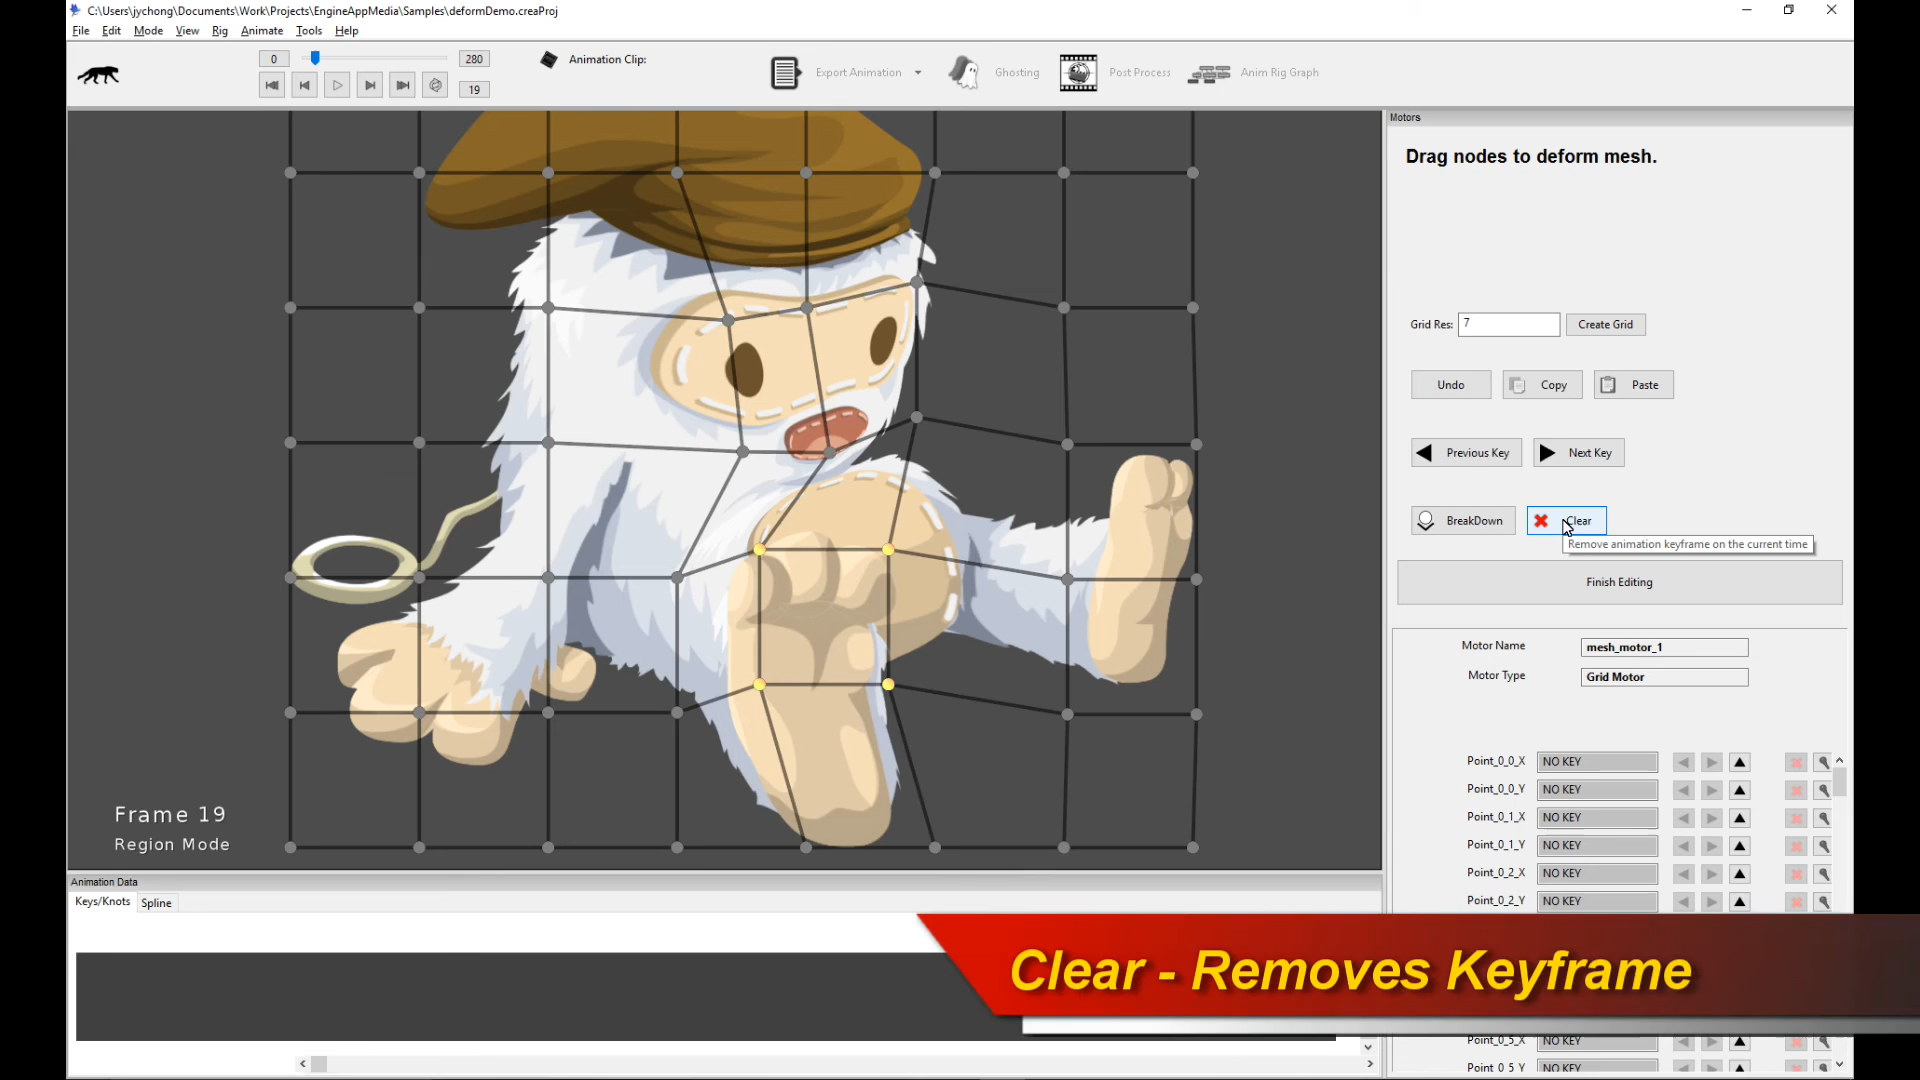 C:\Users\jychong\Documents\Work\Projects\EngineAppMedia\Samples\deformDemo.creaProj
File Edit Mode View Rig Animate Tools Help
0
280
19
Animation Clip:
Export Animation
Ghosting
Post Process
Anim Rig Graph
Frame 19
Region Mode
Motors
Drag nodes to deform mesh.
Grid Res: 7 Create Grid
Undo Copy Paste
Previous Key Next Key
BreakDown Clear
Remove animation keyframe on the current time
Finish Editing
Motor Name mesh_motor_1
Motor Type Grid Motor
Point_0_0_X NO KEY
Point_0_0_Y NO KEY
Point_0_1_X NO KEY
Point_0_1_Y NO KEY
Point_0_2_X NO KEY
Point_0_2_Y NO KEY
Point_0_5_X NO KEY
Point_0_5_Y NO KEY
Animation Data
Keys/Knots Spline
Clear - Removes Keyframe